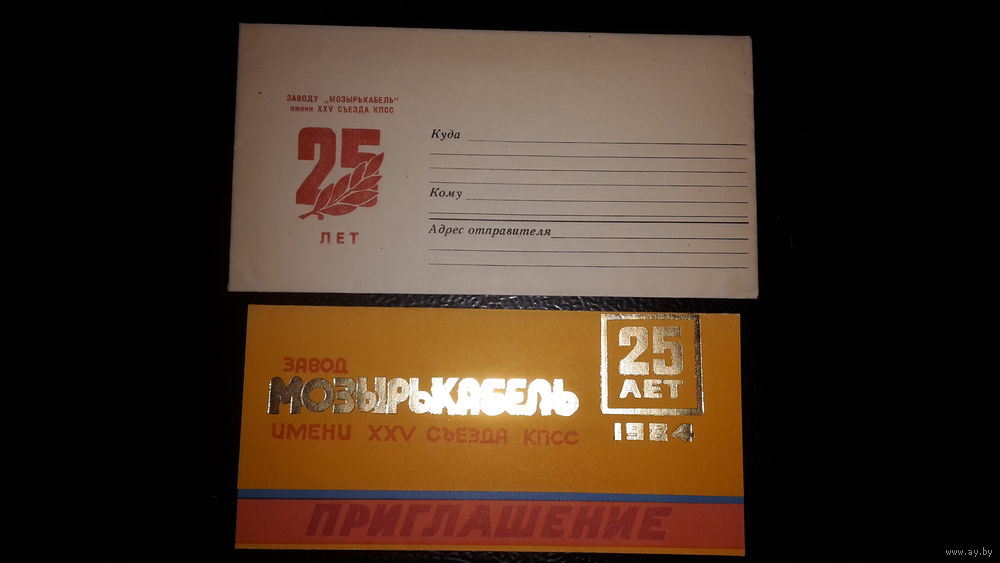 ЗАВОДУ „МОЗЫРЬКАБЕЛЬ"
имени XXV СЪЕЗДА КПСС
25
ЛЕТ
Куда
Кому
Адрес отправителя
ЗАВОД
МОЗЫРЬКАБЕЛЬ
ИМЕНИ XXV СЪЕЗДА КПСС
25
ЛЕТ
1984
ПРИГЛАШЕНИЕ
www.ay.by